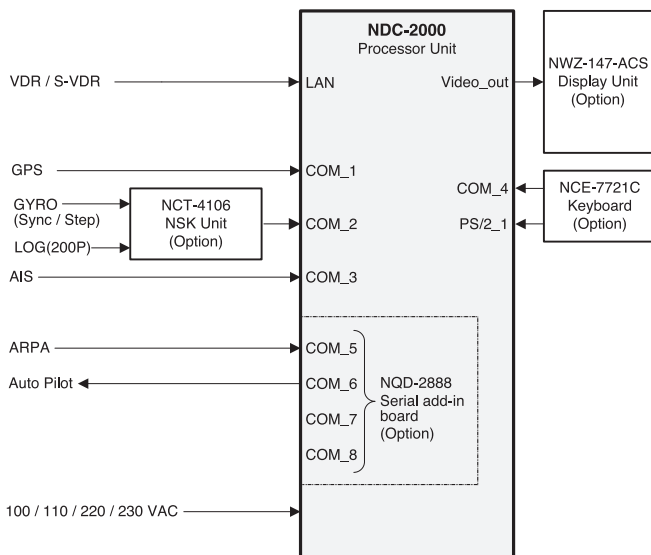 NDC-2000
Processor Unit
VDR / S-VDR
LAN
Video_out
NWZ-147-ACS
Display Unit
(Option)
GPS
COM_1
GYRO
(Sync / Step)
LOG(200P)
NCT-4106
NSK Unit
(Option)
COM_2
COM_4
PS/2_1
NCE-7721C
Keyboard
(Option)
AIS
COM_3
ARPA
COM_5
Auto Pilot
COM_6
COM_7
COM_8
NQD-2888
Serial add-in
board
(Option)
100 / 110 / 220 / 230 VAC